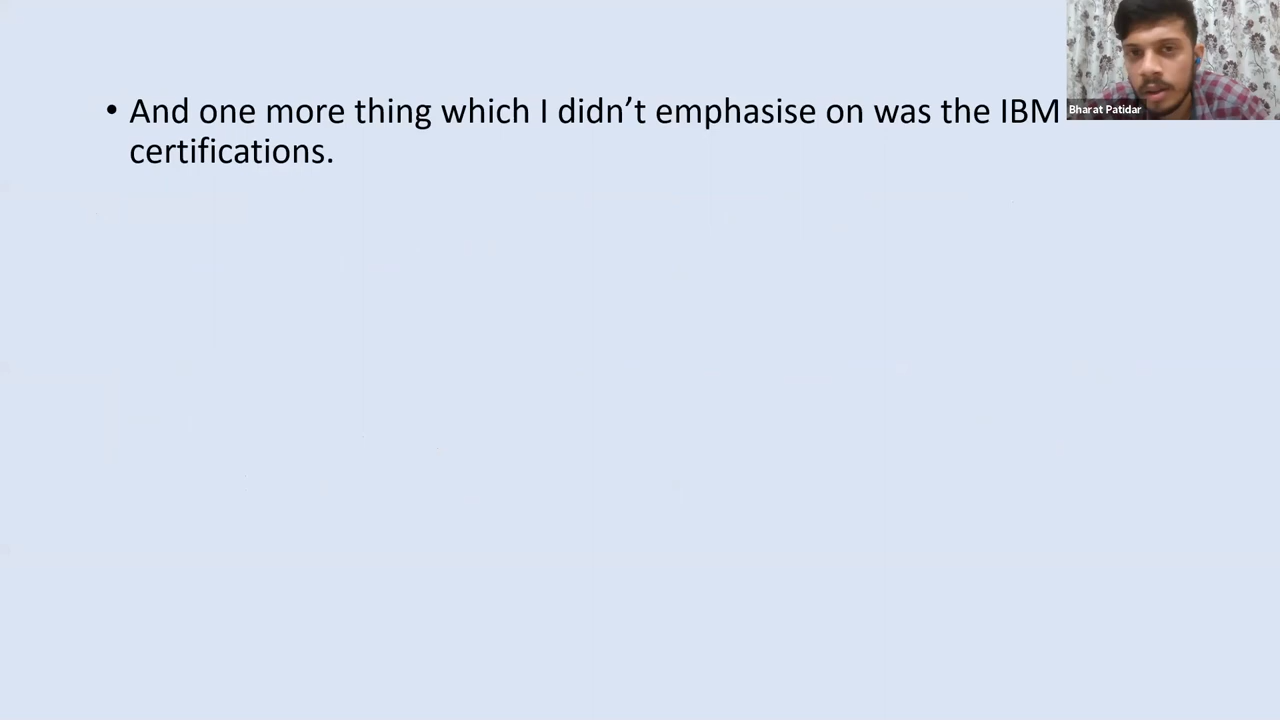 • And one more thing which I didn’t emphasise on was the IBM
certifications.
Bharat Patidar